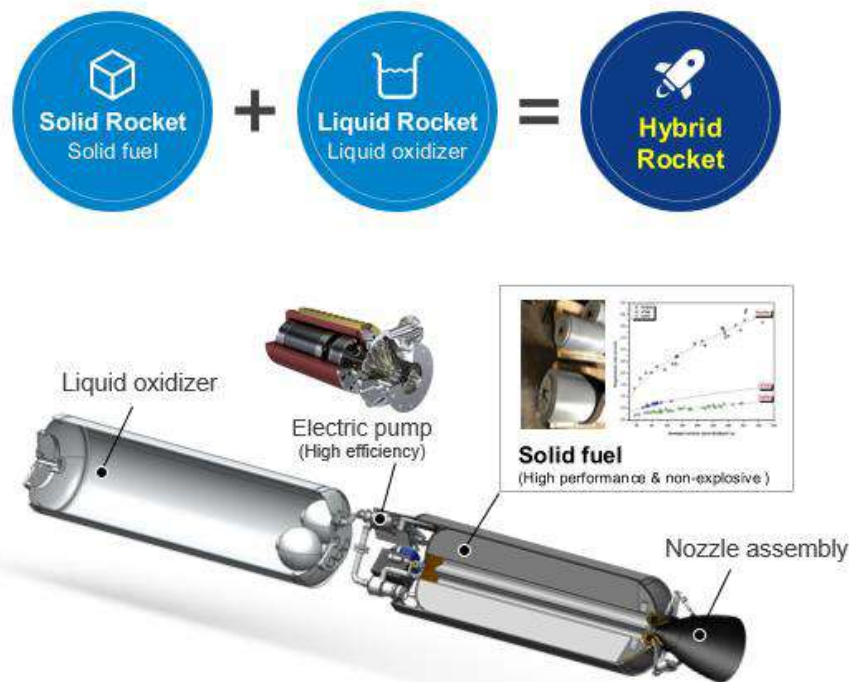 Solid Rocket
Solid fuel
+
Liquid Rocket
Liquid oxidizer
=
Hybrid
Rocket
Liquid oxidizer
Electric pump
(High efficiency)
Solid fuel
(High performance & non-explosive )
Nozzle assembly